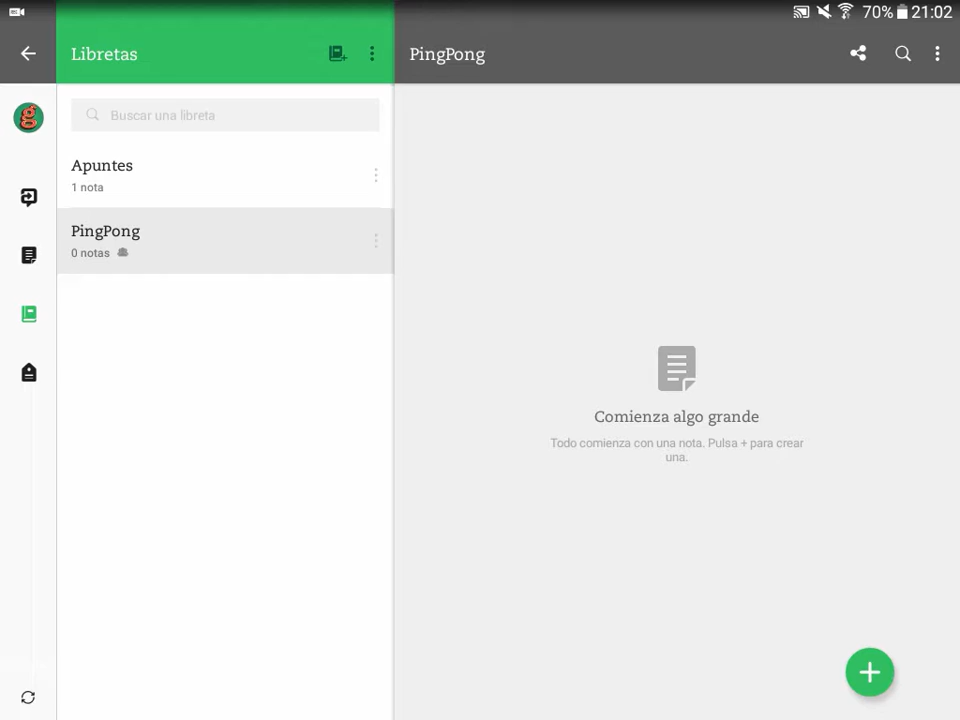 70% 21:02
Libretas
PingPong
Buscar una libreta
Apuntes
1 nota
PingPong
0 notas
Comienza algo grande
Todo comienza con una nota. Pulsa + para crear
una.